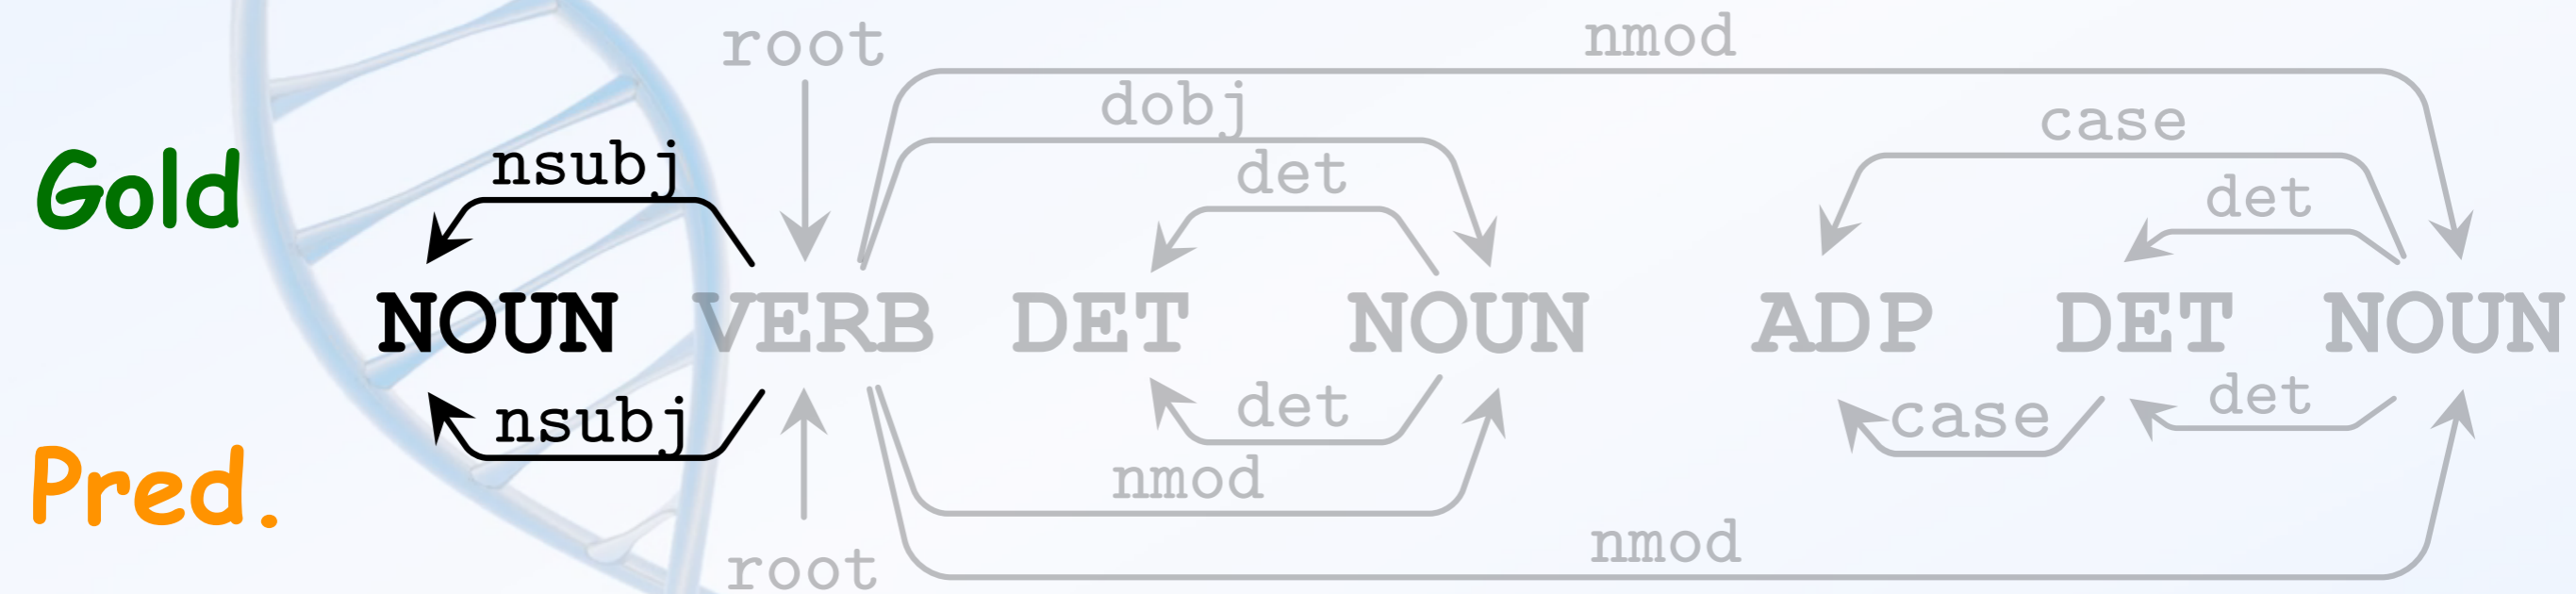 root nmod
dobj
case
nsubj det det
Gold
NOUN VERB DET NOUN ADP DET NOUN
nsubj det case det
Pred.
nmod
root nmod